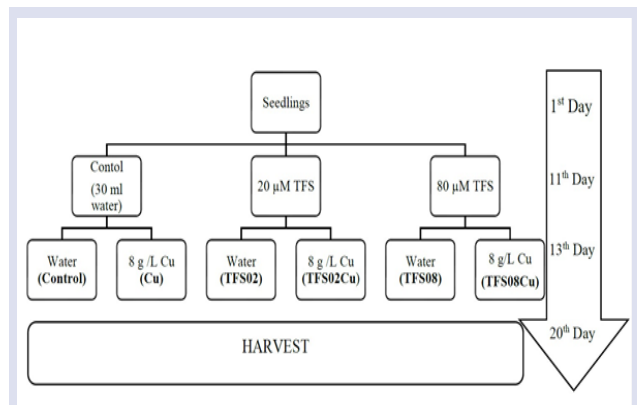 Seedlings
1st Day
Contol
(30 ml
water)
20 µM TFS
80 µM TFS
11th Day
Water
(Control)
8 g /L Cu
(Cu)
Water
(TFS02)
8 g /L Cu
(TFS02Cu)
Water
(TFS08)
8 g /L Cu
(TFS08Cu)
13th Day
HARVEST
20th Day